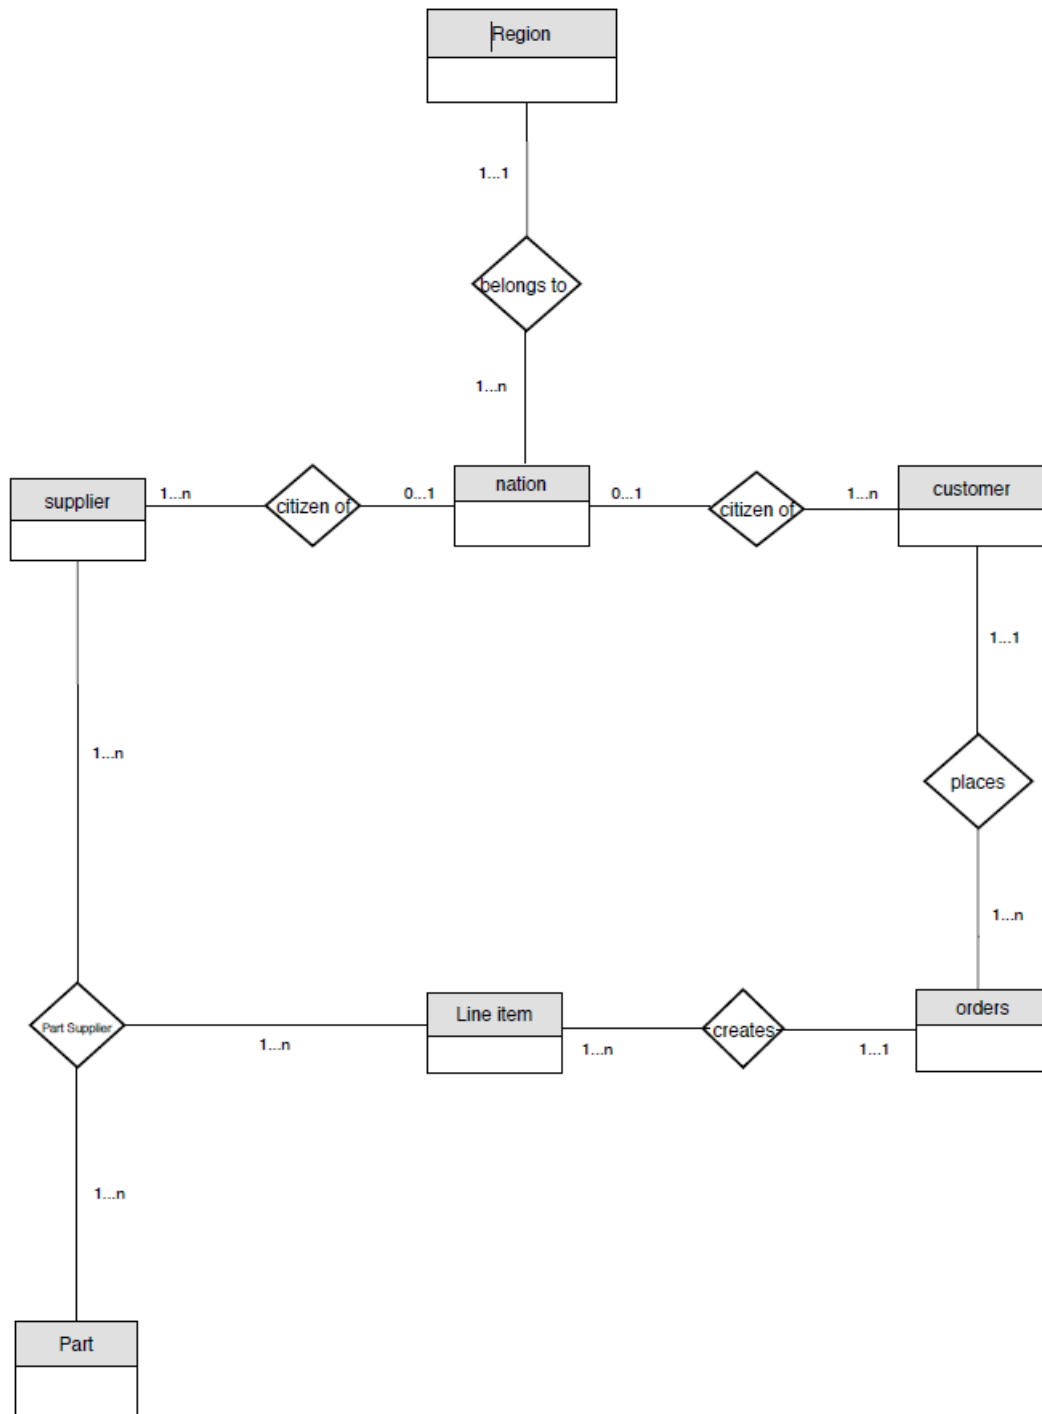 Region
1...1
belongs to
1...n
supplier
1...n
citizen of
0...1
nation
0...1
citizen of
1...n
customer
1...1
1...n
places
1...n
Part Supplier
1...n
Line item
1...n
creates
1...1
orders
1...n
Part